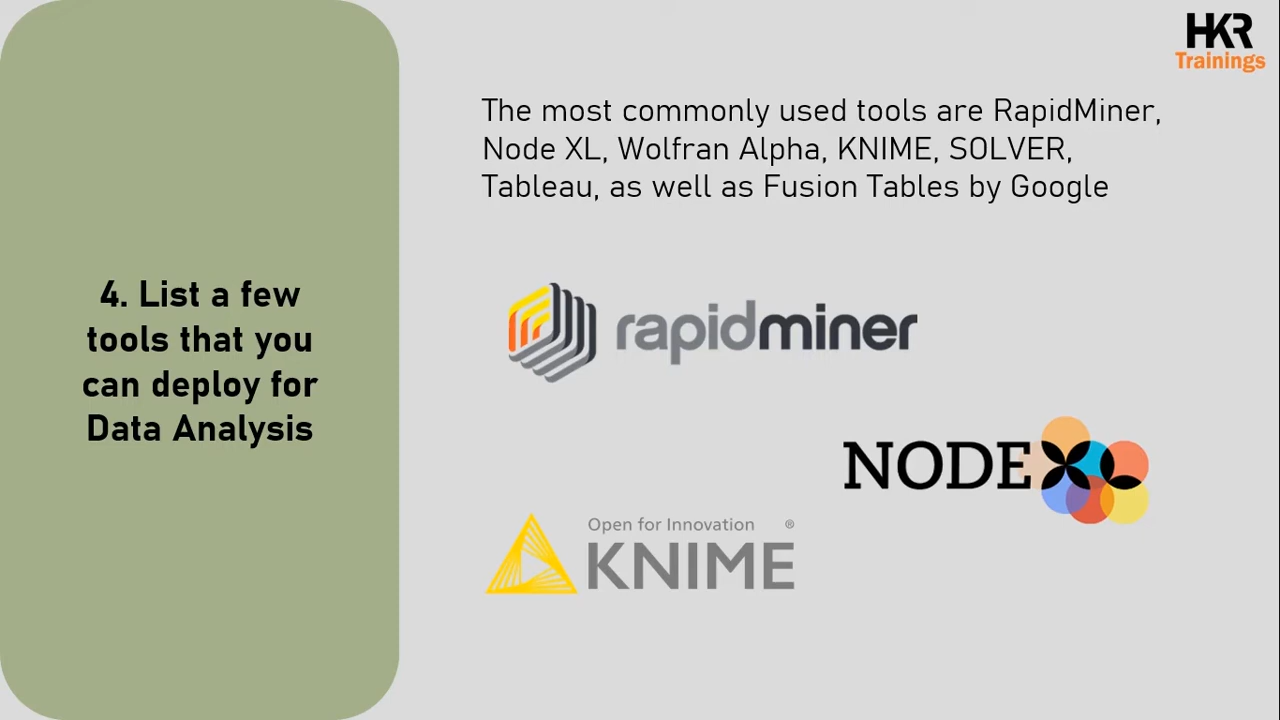 HKR
Trainings
The most commonly used tools are RapidMiner,
Node XL, Wolfran Alpha, KNIME, SOLVER,
Tableau, as well as Fusion Tables by Google
4. List a few
tools that you
can deploy for
Data Analysis
rapidminer
NODEXL
Open for Innovation ®
KNIME